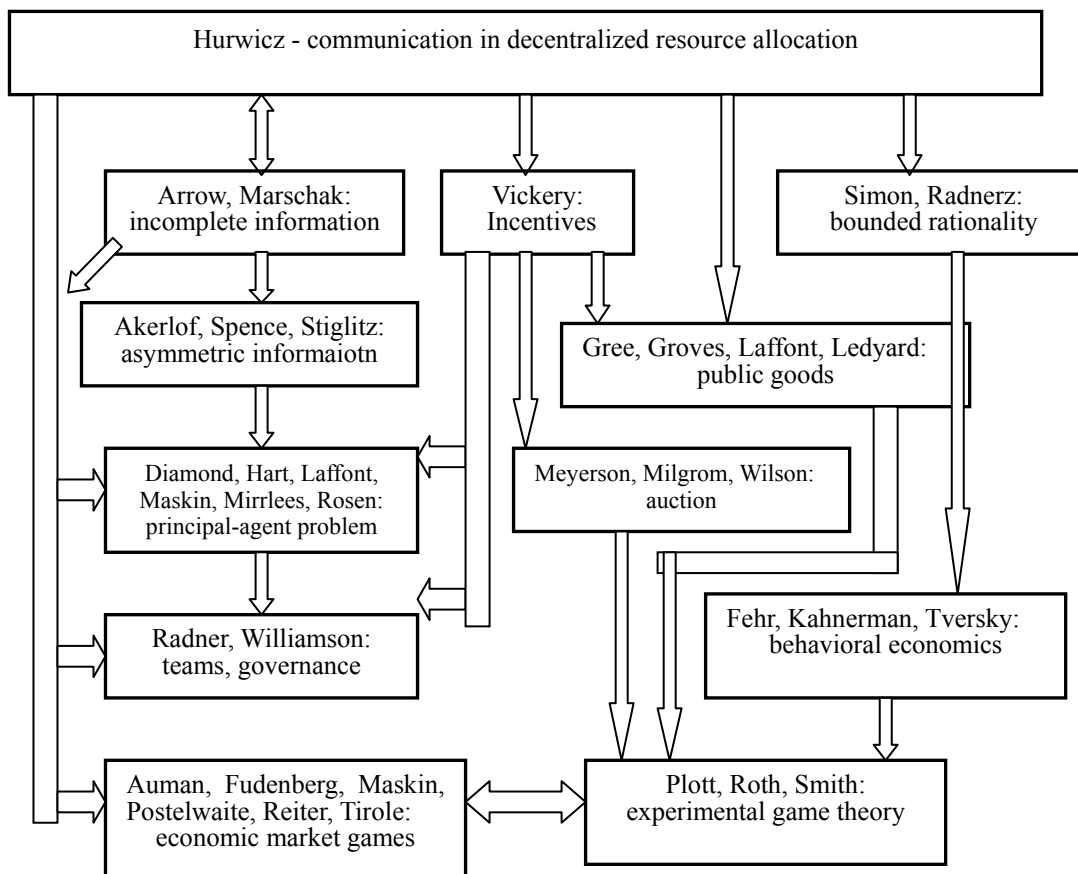 Hurwicz - communication in decentralized resource allocation
Arrow, Marschak:
incomplete information
Vickery:
Incentives
Simon, Radnerz:
bounded rationality
Akerlof, Spence, Stiglitz:
asymmetric informaiotn
Gree, Groves, Laffont, Ledyard:
public goods
Diamond, Hart, Laffont,
Maskin, Mirrlees, Rosen:
principal-agent problem
Meyerson, Milgrom, Wilson:
auction
Radner, Williamson:
teams, governance
Fehr, Kahnerman, Tversky:
behavioral economics
Auman, Fudenberg, Maskin,
Postelwaite, Reiter, Tirole:
economic market games
Plott, Roth, Smith:
experimental game theory